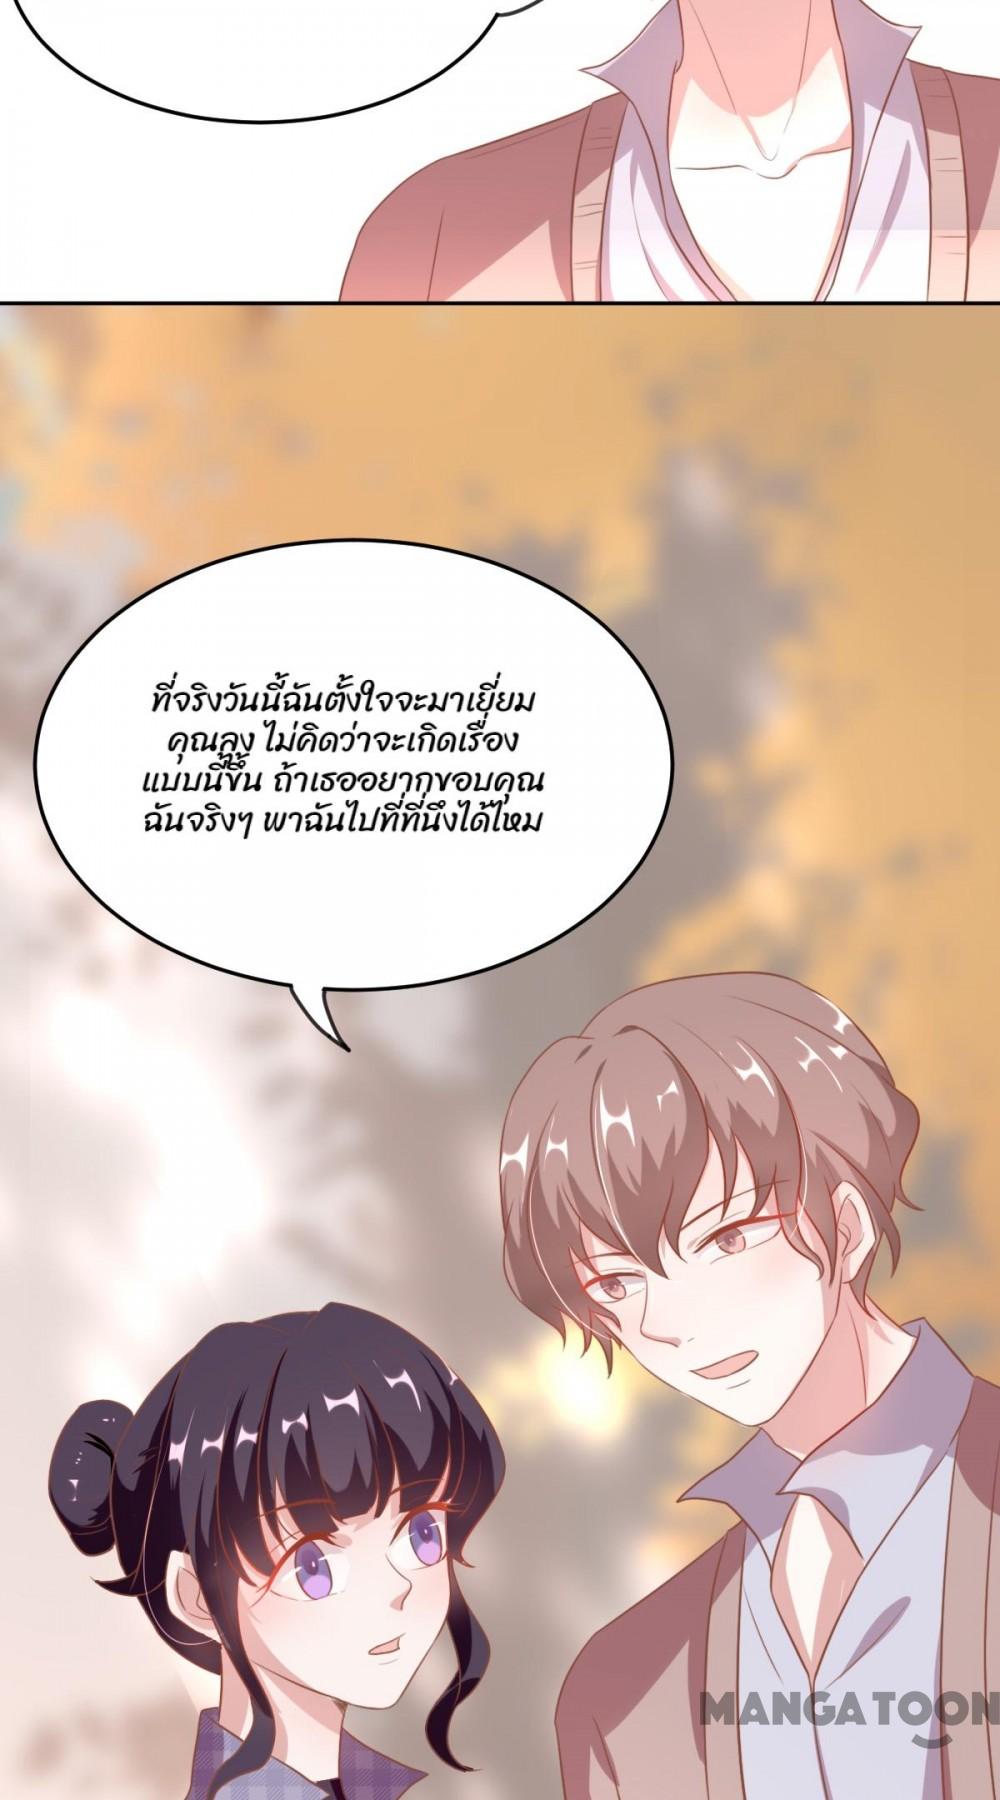 ที่จริงวันนี้ฉันตั้งใจจะมาเยี่ยม
คุณลุง ไม่คิดว่าจะเกิดเรื่อง
แบบนี้ขึ้น ถ้าเธออยากขอบคุณ
ฉันจริงๆ พาฉันไปที่ที่นึงได้ไหม
MANGATOON